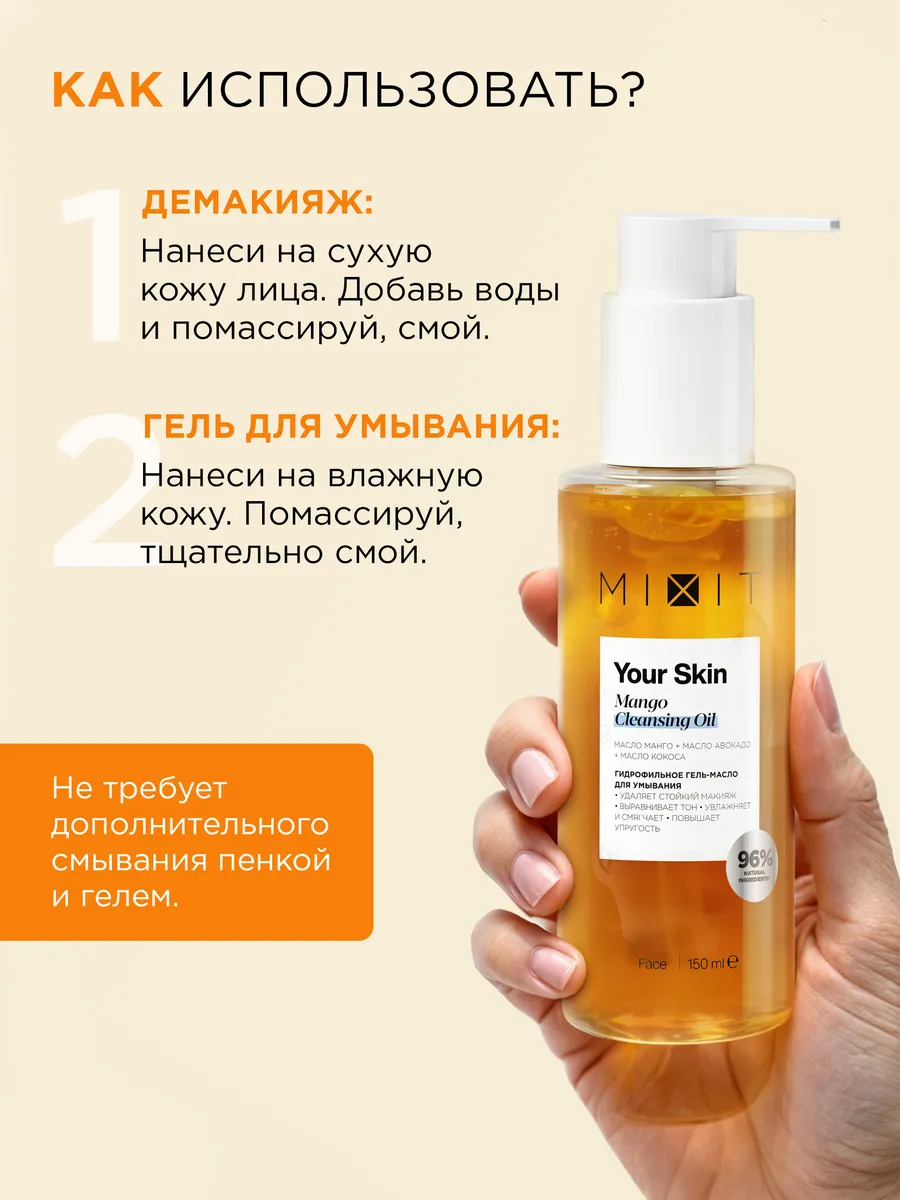 КАК ИСПОЛЬЗОВАТЬ?
1
ДЕМАКИЯЖ:
Нанеси на сухую
кожу лица. Добавь воды
и помассируй, смой.
2
ГЕЛЬ ДЛЯ УМЫВАНИЯ:
Нанеси на влажную
кожу. Помассируй,
тщательно смой.
Не требует
дополнительного
смывания пенкой
и гелем.
MIXIT
Your Skin
Mango
Cleansing Oil
МАСЛО МАНГО + МАСЛО АВОКАДО
+ МАСЛО КОКОСА
ГИДРОФИЛЬНОЕ ГЕЛЬ-МАСЛО
ДЛЯ УМЫВАНИЯ
• УДАЛЯЕТ СТОЙКИЙ МАКИЯЖ
• ВЫРАВНИВАЕТ ТОН • УВЛАЖНЯЕТ
И СМЯГЧАЕТ • ПОВЫШАЕТ
УПРУГОСТЬ
96%
NATURAL
INGREDIENTS*
Face | 150 ml ℮